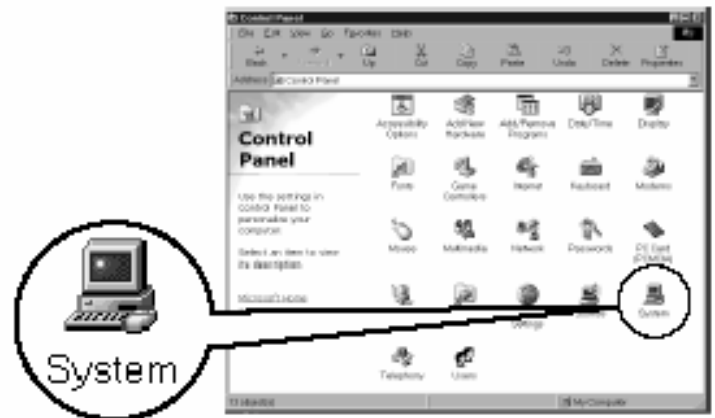 Control Panel
File Edit View Go Favorites Help
Back Up Cut Copy Paste Undo Delete Properties
Address Control Panel
Control
Panel
Use the settings in
Control Panel to
personalize your
computer.
Select an item to view
its description.
Microsoft Home
Accessibility
Options
Add New
Hardware
Add/Remove
Programs
Date/Time
Display
Fonts
Game
Controllers
Internet
Keyboard
Modems
Mouse
Multimedia
Network
Passwords
PC Card
(PCMCIA)
Settings
System
Telephony
Users
My Computer
System